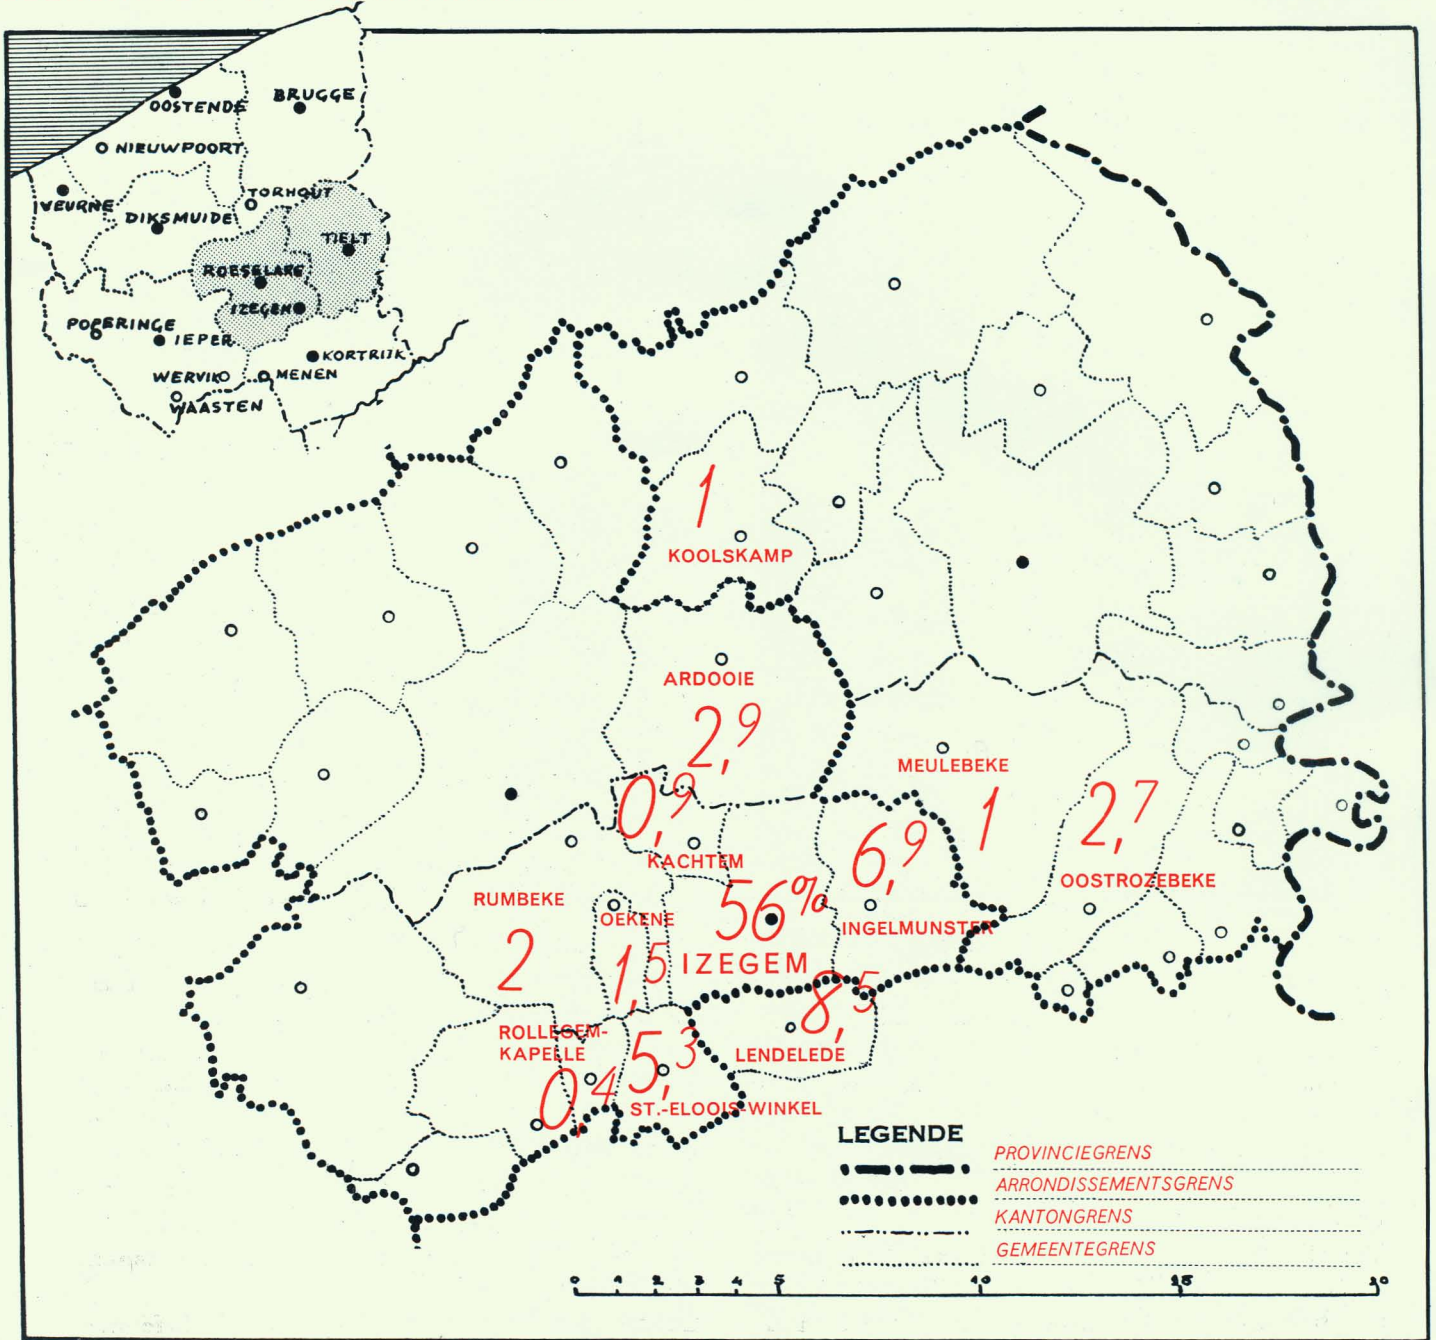 OOSTENDE
BRUGGE
NIEUWPOORT
TORHOUT
VEURNE
DIKSMUIDE
TIELT
ROESELARE
IZEGEM
POPERINGE
IEPER
KORTRIJK
WERVIK
MENEN
WAASTEN
1
KOOLSKAMP
ARDOOIE
2,9
MEULEBEKE
1
2,7
OOSTROZEBEKE
0,9
KACHTEM
6,9
INGELMUNSTER
RUMBEKE
2
OEKENE
1,5
56%
IZEGEM
8,5
LENDELEDE
ROLLEGEM-
KAPELLE
0,4
5,3
ST.-ELOOIS-WINKEL
LEGENDE
PROVINCIEGRENS
ARRONDISSEMENTSGRENS
KANTONGRENS
GEMEENTEGRENS
0 1 2 3 4 5 10 15 20